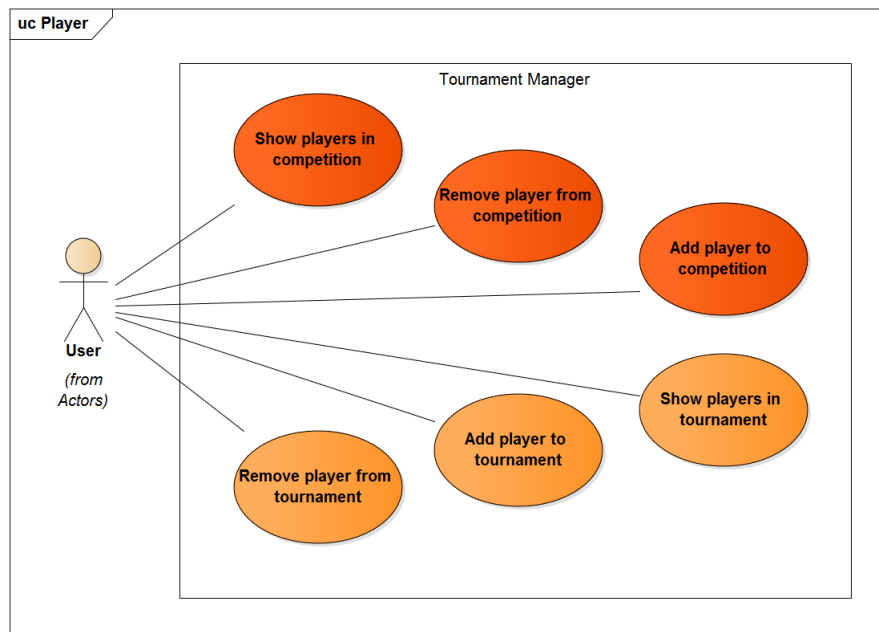 uc Player
Tournament Manager
Show players in
competition
Remove player from
competition
Add player to
competition
User
(from
Actors)
Show players in
tournament
Add player to
tournament
Remove player from
tournament